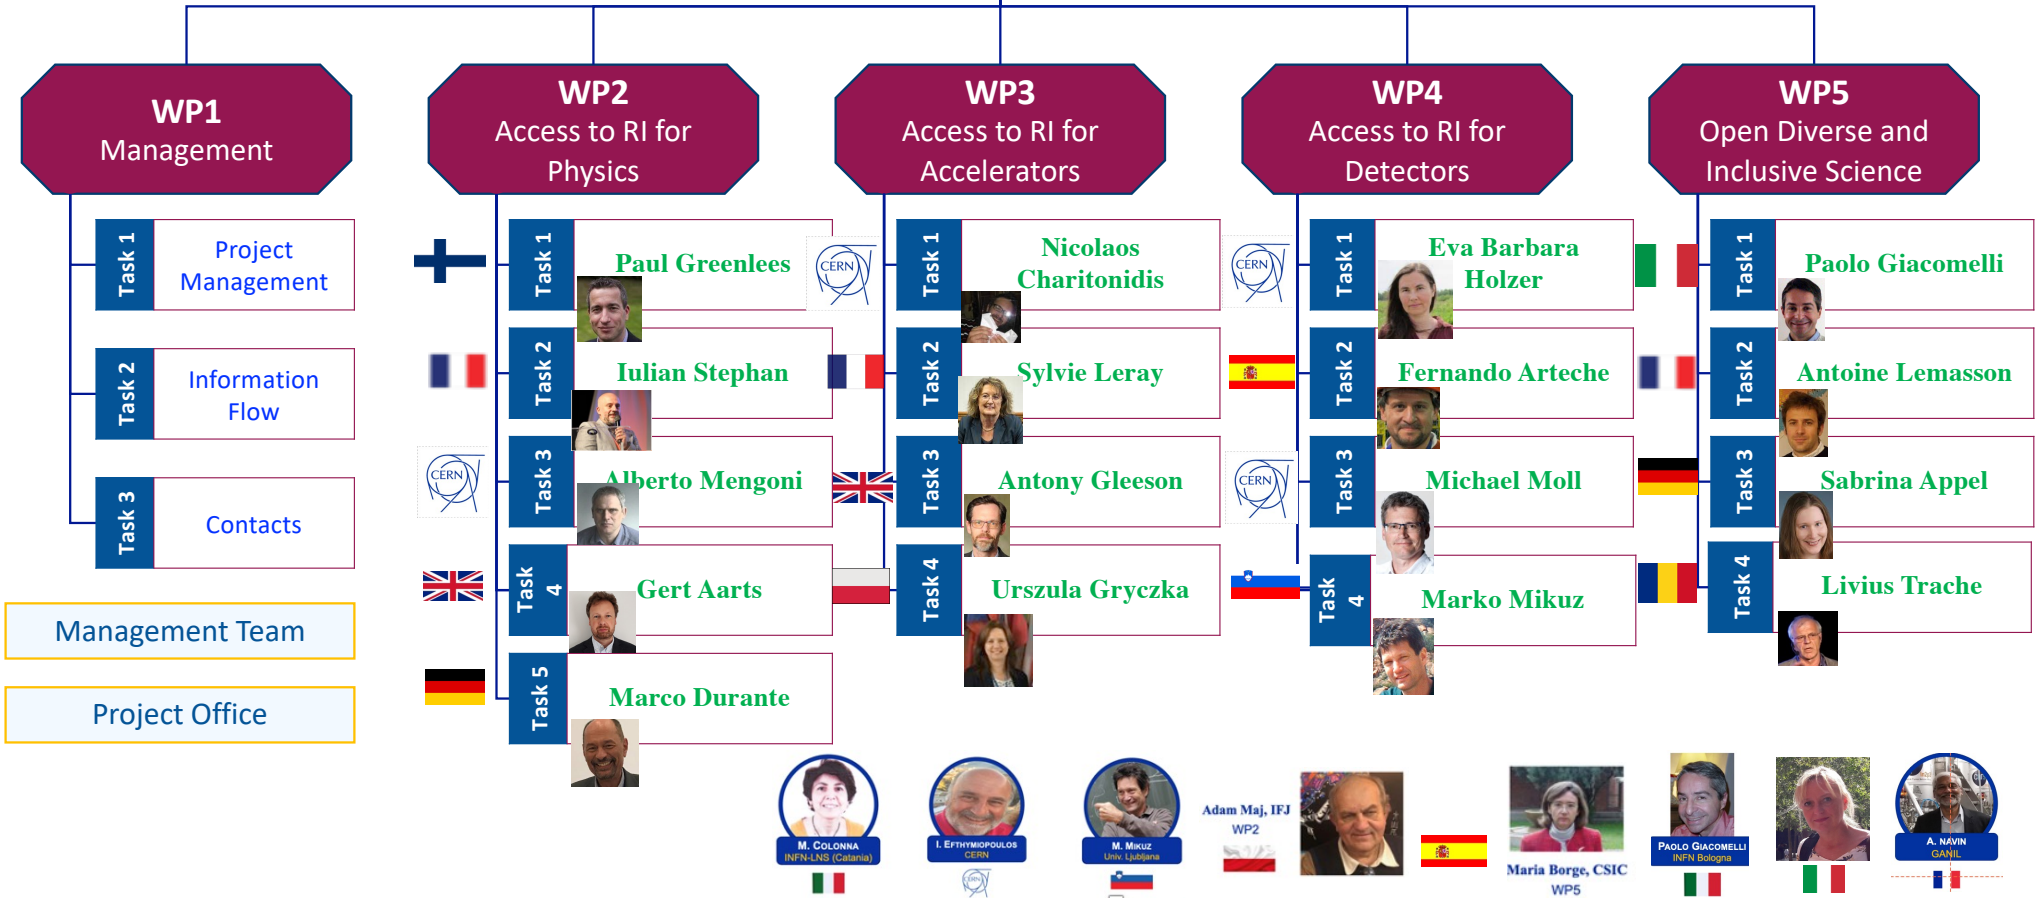 WP1
Management
WP2
Access to RI for
Physics
WP3
Access to RI for
Accelerators
WP4
Access to RI for
Detectors
WP5
Open Diverse and
Inclusive Science
Task 1
Project
Management
Task 2
Information
Flow
Task 3
Contacts
Management Team
Project Office
Task 1
Paul Greenlees
Task 2
Iulian Stephan
CERN
Task 3
Alberto Mengoni
Task
4
Gert Aarts
Task 5
Marco Durante
CERN
Task 1
Nicolaos
Charitonidis
Task 2
Sylvie Leray
Task 3
Antony Gleeson
Task 4
Urszula Gryczka
CERN
Task 1
Eva Barbara
Holzer
Task 2
Fernando Arteche
CERN
Task 3
Michael Moll
Task
4
Marko Mikuz
Task 1
Paolo Giacomelli
Task 2
Antoine Lemasson
Task 3
Sabrina Appel
Task 4
Livius Trache
M. COLONNA
INFN-LNS (Catania)
I. EFTHYMIOPOULOS
CERN
CERN
M. MIKUZ
Univ. Ljubljana
Adam Maj, IFJ
WP2
Maria Borge, CSIC
WP5
PAOLO GIACOMELLI
INFN Bologna
A. NAVIN
GANIL